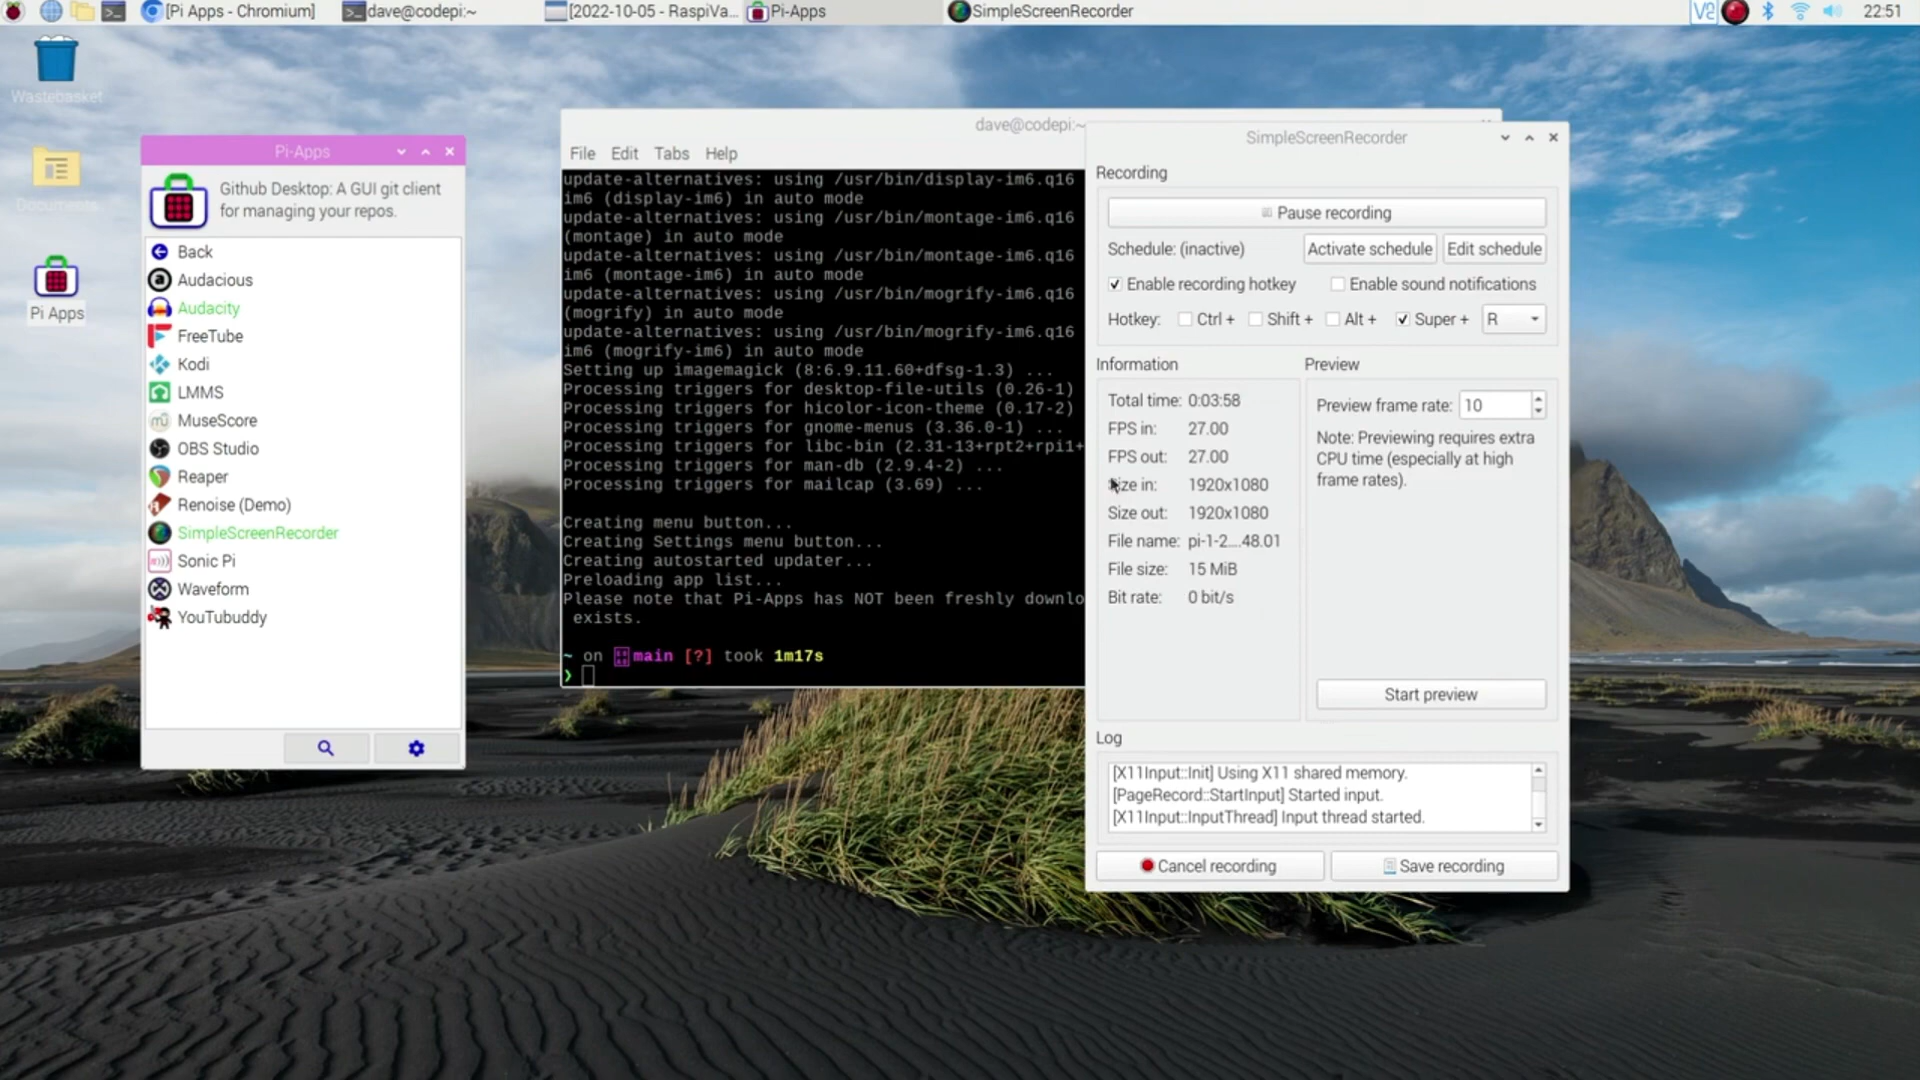 [Pi Apps - Chromium]
dave@codepi:~
[2022-10-05 - RaspiVa...
Pi-Apps
SimpleScreenRecorder
V2
22:51
Wastebasket
Documents
Pi Apps
Pi-Apps
Github Desktop: A GUI git client
for managing your repos.
Back
Audacious
Audacity
FreeTube
Kodi
LMMS
MuseScore
OBS Studio
Reaper
Renoise (Demo)
SimpleScreenRecorder
Sonic Pi
Waveform
YouTubuddy
dave@codepi:~
File Edit Tabs Help
update-alternatives: using /usr/bin/display-im6.q16
im6 (display-im6) in auto mode
update-alternatives: using /usr/bin/montage-im6.q16
(montage) in auto mode
update-alternatives: using /usr/bin/montage-im6.q16
im6 (montage-im6) in auto mode
update-alternatives: using /usr/bin/mogrify-im6.q16
(mogrify) in auto mode
update-alternatives: using /usr/bin/mogrify-im6.q16
im6 (mogrify-im6) in auto mode
Setting up imagemagick (8:6.9.11.60+dfsg-1.3) ...
Processing triggers for desktop-file-utils (0.26-1)
Processing triggers for hicolor-icon-theme (0.17-2)
Processing triggers for gnome-menus (3.36.0-1) ...
Processing triggers for libc-bin (2.31-13+rpt2+rpi1+
Processing triggers for man-db (2.9.4-2) ...
Processing triggers for mailcap (3.69) ...
Creating menu button...
Creating Settings menu button...
Creating autostarted updater...
Preloading app list...
Please note that Pi-Apps has NOT been freshly downlo
exists.
~ on main [?] took 1m17s
❯
SimpleScreenRecorder
Recording
Pause recording
Schedule: (inactive) Activate schedule Edit schedule
Enable recording hotkey Enable sound notifications
Hotkey: Ctrl + Shift + Alt + Super + R
Information
Total time: 0:03:58
FPS in: 27.00
FPS out: 27.00
Size in: 1920x1080
Size out: 1920x1080
File name: pi-1-2....48.01
File size: 15 MiB
Bit rate: 0 bit/s
Preview
Preview frame rate: 10
Note: Previewing requires extra
CPU time (especially at high
frame rates).
Start preview
Log
[X11Input::Init] Using X11 shared memory.
[PageRecord::StartInput] Started input.
[X11Input::InputThread] Input thread started.
Cancel recording Save recording